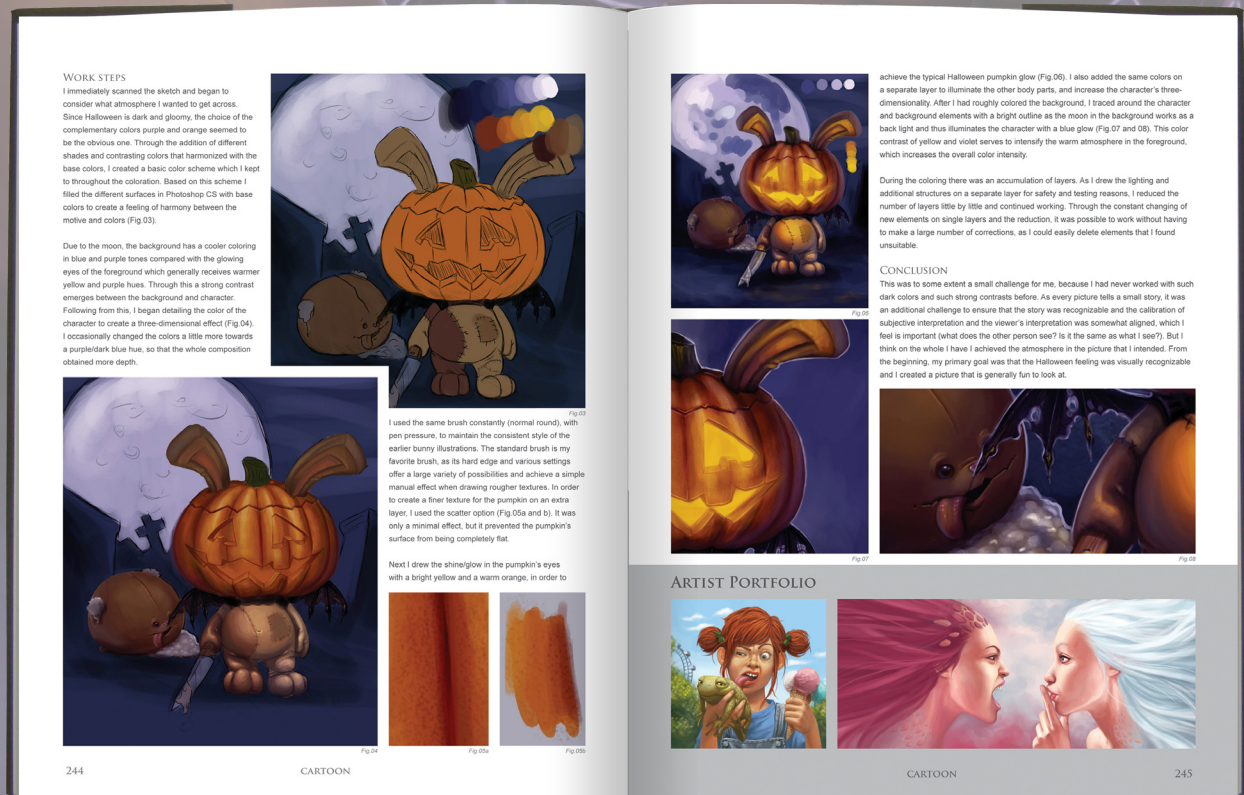 Work steps
I immediately scanned the sketch and began to
consider what atmosphere I wanted to get across.
Since Halloween is dark and gloomy, the choice of the
complementary colors purple and orange seemed to
be the obvious one. Through the addition of different
shades and contrasting colors that harmonized with the
base colors, I created a basic color scheme which I kept
to throughout the coloration. Based on this scheme I
filled the different surfaces in Photoshop CS with base
colors to create a feeling of harmony between the
motive and colors (Fig.03).
Due to the moon, the background has a cooler coloring
in blue and purple tones compared with the glowing
eyes of the foreground which generally receives warmer
yellow and purple hues. Through this a strong contrast
emerges between the background and character.
Following from this, I began detailing the color of the
character to create a three-dimensional effect (Fig.04).
I occasionally changed the colors a little more towards
a purple/dark blue hue, so that the whole composition
obtained more depth.
Fig.03
Fig.04
I used the same brush constantly (normal round), with
pen pressure, to maintain the consistent style of the
earlier bunny illustrations. The standard brush is my
favorite brush, as its hard edge and various settings
offer a large variety of possibilities and achieve a simple
manual effect when drawing rougher textures. In order
to create a finer texture for the pumpkin on an extra
layer, I used the scatter option (Fig.05a and b). It was
only a minimal effect, but it prevented the pumpkin's
surface from being completely flat.
Next I drew the shine/glow in the pumpkin's eyes
with a bright yellow and a warm orange, in order to
Fig.05a
Fig.05b
244
CARTOON
achieve the typical Halloween pumpkin glow (Fig.06). I also added the same colors on
a separate layer to illuminate the other body parts, and increase the character's three-
dimensionality. After I had roughly colored the background, I traced around the character
and background elements with a bright outline as the moon in the background works as a
back light and thus illuminates the character with a blue glow (Fig.07 and 08). This color
contrast of yellow and violet serves to intensify the warm atmosphere in the foreground,
which increases the overall color intensity.
During the coloring there was an accumulation of layers. As I drew the lighting and
additional structures on a separate layer for safety and testing reasons, I reduced the
number of layers little by little and continued working. Through the constant changing of
new elements on single layers and the reduction, it was possible to work without having
to make a large number of corrections, as I could easily delete elements that I found
unsuitable.
Conclusion
This was to some extent a small challenge for me, because I had never worked with such
dark colors and such strong contrasts before. As every picture tells a small story, it was
an additional challenge to ensure that the story was recognizable and the calibration of
subjective interpretation and the viewer's interpretation was somewhat aligned, which I
feel is important (what does the other person see? Is it the same as what I see?). But I
think on the whole I have I achieved the atmosphere in the picture that I intended. From
the beginning, my primary goal was that the Halloween feeling was visually recognizable
and I created a picture that is generally fun to look at.
Fig.06
Fig.07
Fig.08
Artist Portfolio
CARTOON
245